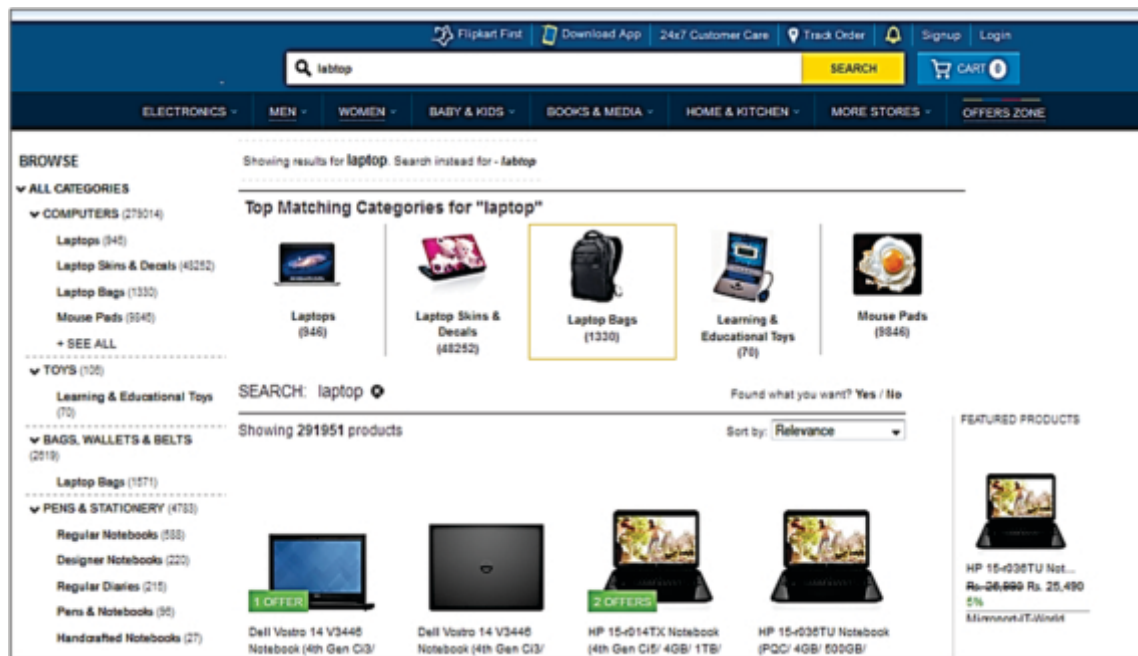 Flipkart First
Download App
24x7 Customer Care
Track Order
Signup
Login
labtop
SEARCH
CART 0
ELECTRONICS
MEN
WOMEN
BABY & KIDS
BOOKS & MEDIA
HOME & KITCHEN
MORE STORES
OFFERS ZONE
BROWSE
ALL CATEGORIES
COMPUTERS
Laptops (946)
Laptop Skins & Decals (48252)
Laptop Bags (1330)
Mouse Pads (9846)
+ SEE ALL
TOYS
Learning & Educational Toys
(70)
BAGS, WALLETS & BELTS
Laptop Bags (1571)
PENS & STATIONERY
Regular Notebooks
Designer Notebooks (220)
Regular Diaries (215)
Pens & Notebooks
Handcrafted Notebooks (27)
Showing results for laptop. Search instead for - labtop
Top Matching Categories for "laptop"
Laptops
(946)
Laptop Skins &
Decals
(48252)
Laptop Bags
(1330)
Learning &
Educational Toys
(70)
Mouse Pads
(9846)
SEARCH: laptop
Found what you want? Yes / No
Showing 291951 products
Sort by: Relevance
1 OFFER
Dell Vostro 14 V3446
Notebook (4th Gen Ci3/
Dell Vostro 14 V3446
Notebook (4th Gen Ci3/
2 OFFERS
HP 15-r014TX Notebook
(4th Gen Ci5/ 4GB/ 1TB/
HP 15-r036TU Notebook
(PQC/ 4GB/ 500GB/
FEATURED PRODUCTS
HP 15-r036TU Not...
Rs. 26,990 Rs. 25,490
5%